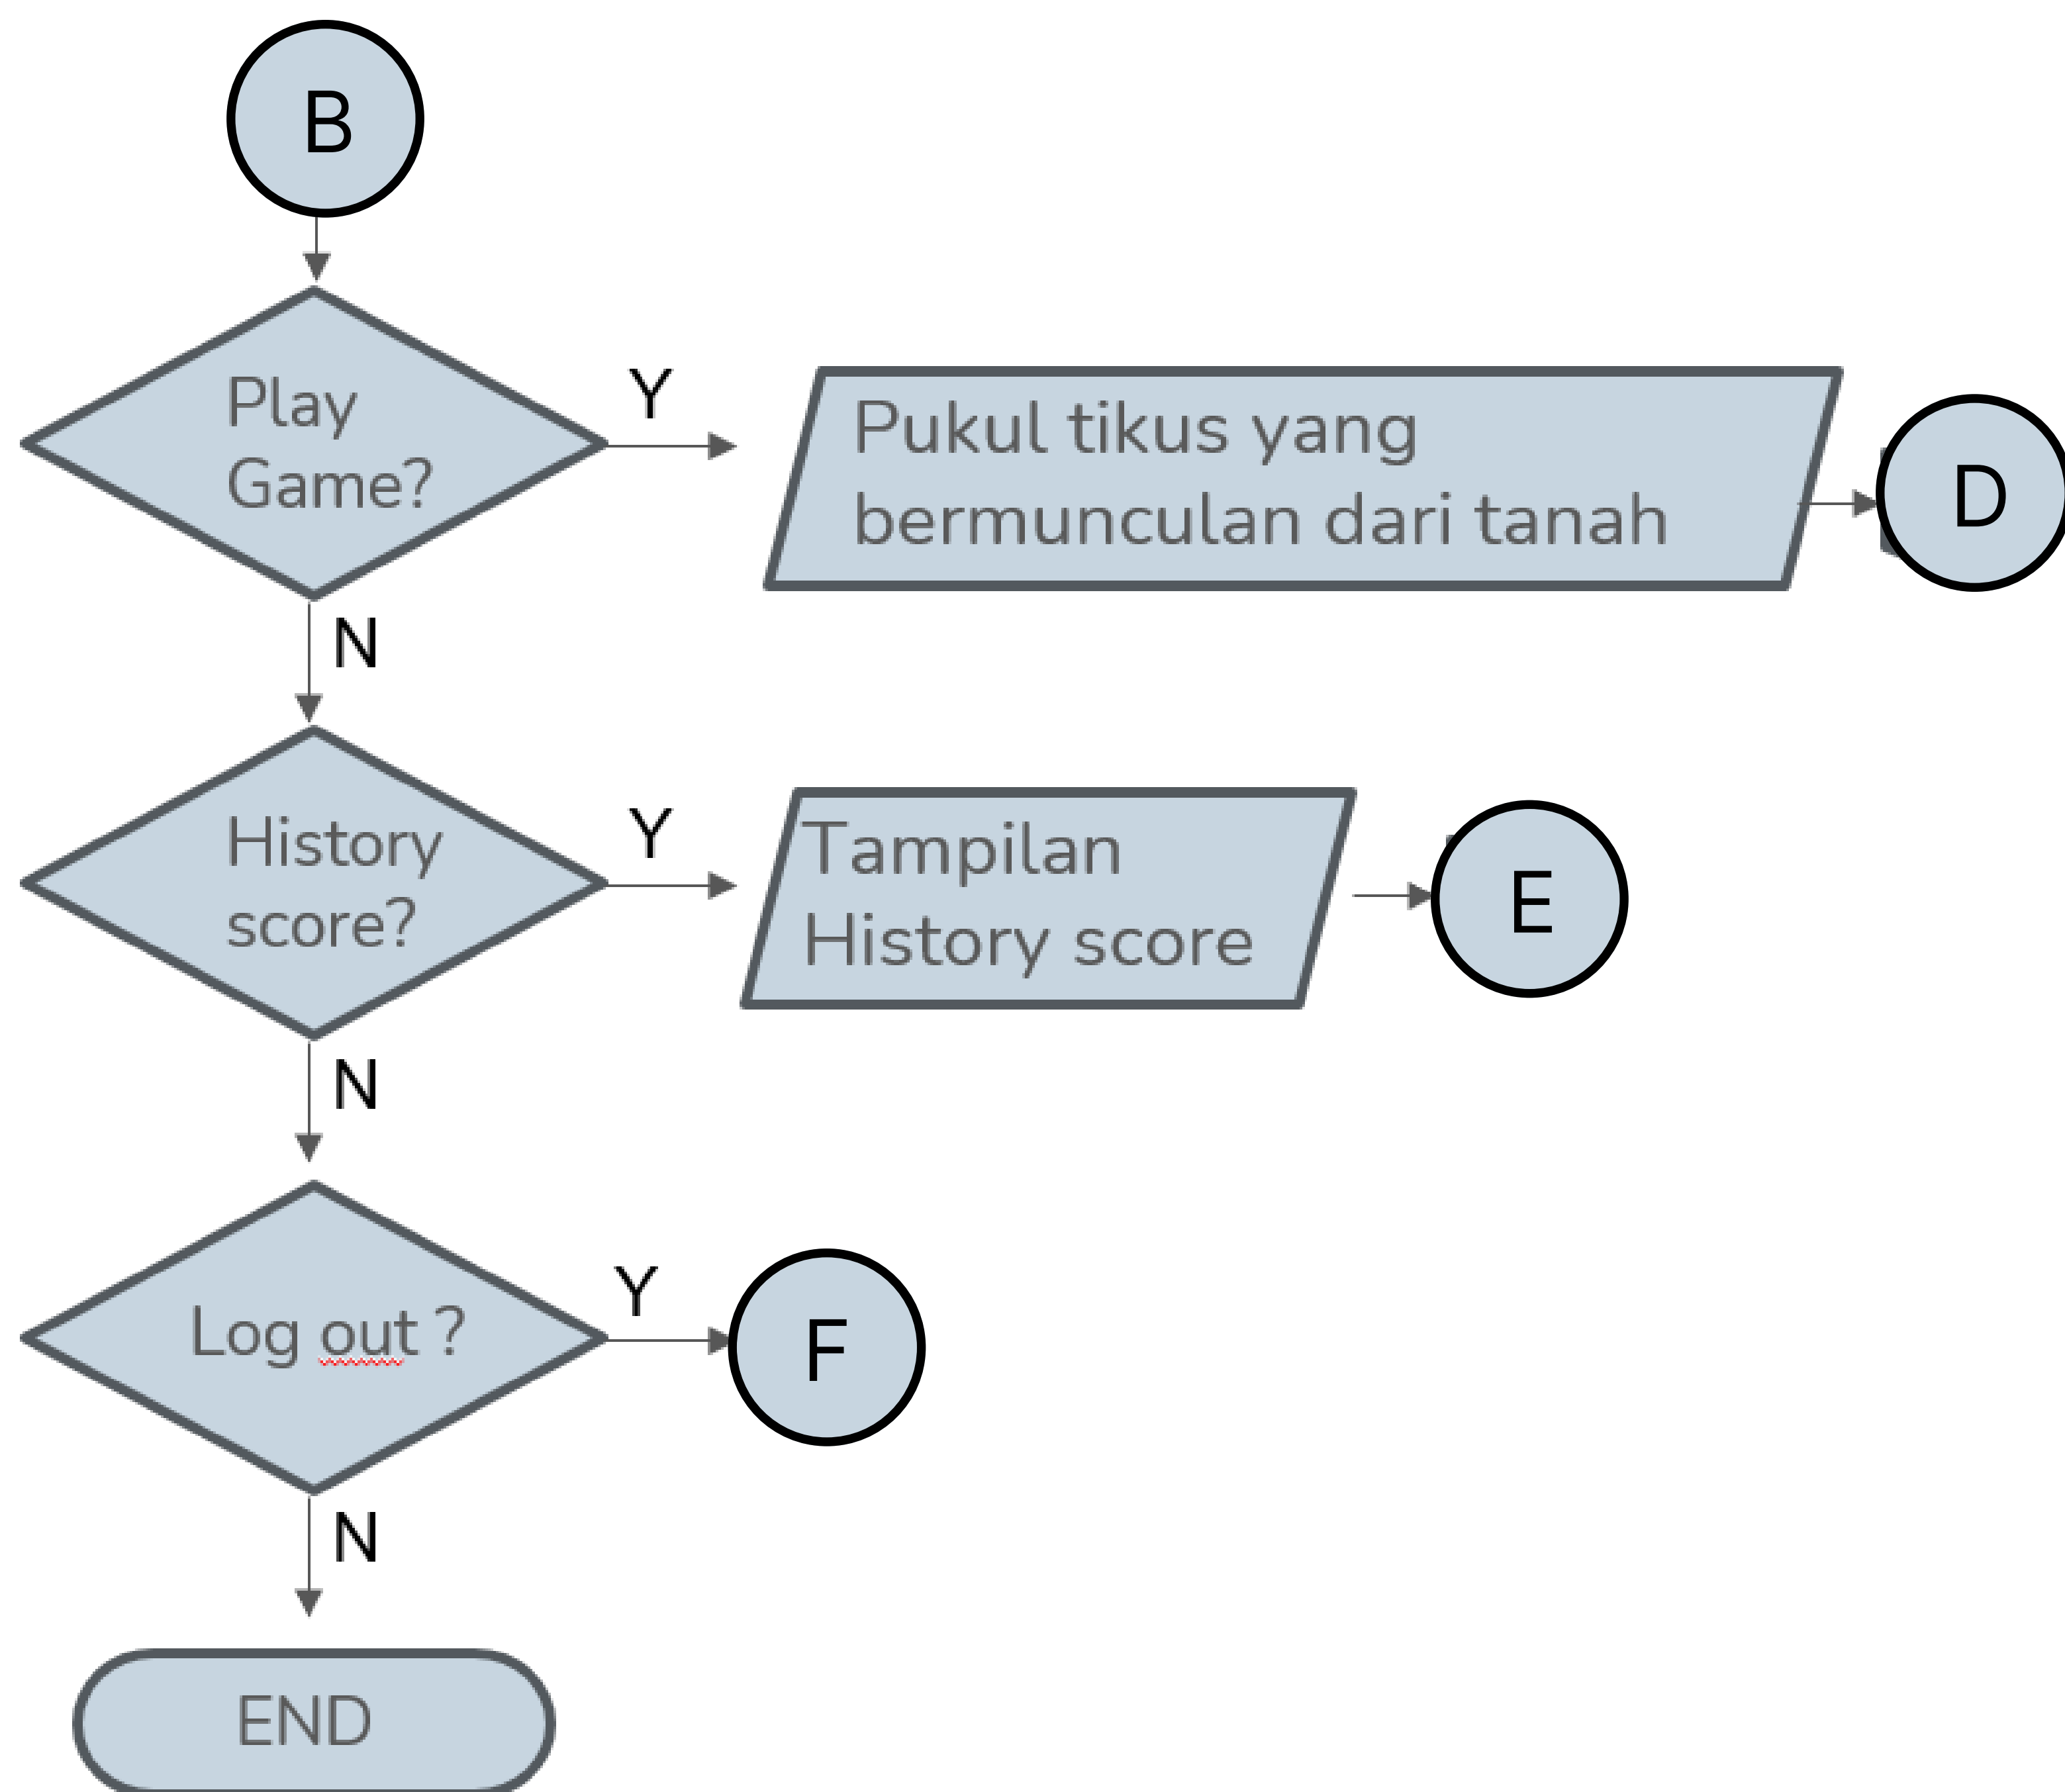 B
Play
Game?
Y
Pukul tikus yang
bermunculan dari tanah
D
N
History
score?
Y
Tampilan
History score
E
N
Log out ?
Y
F
N
END